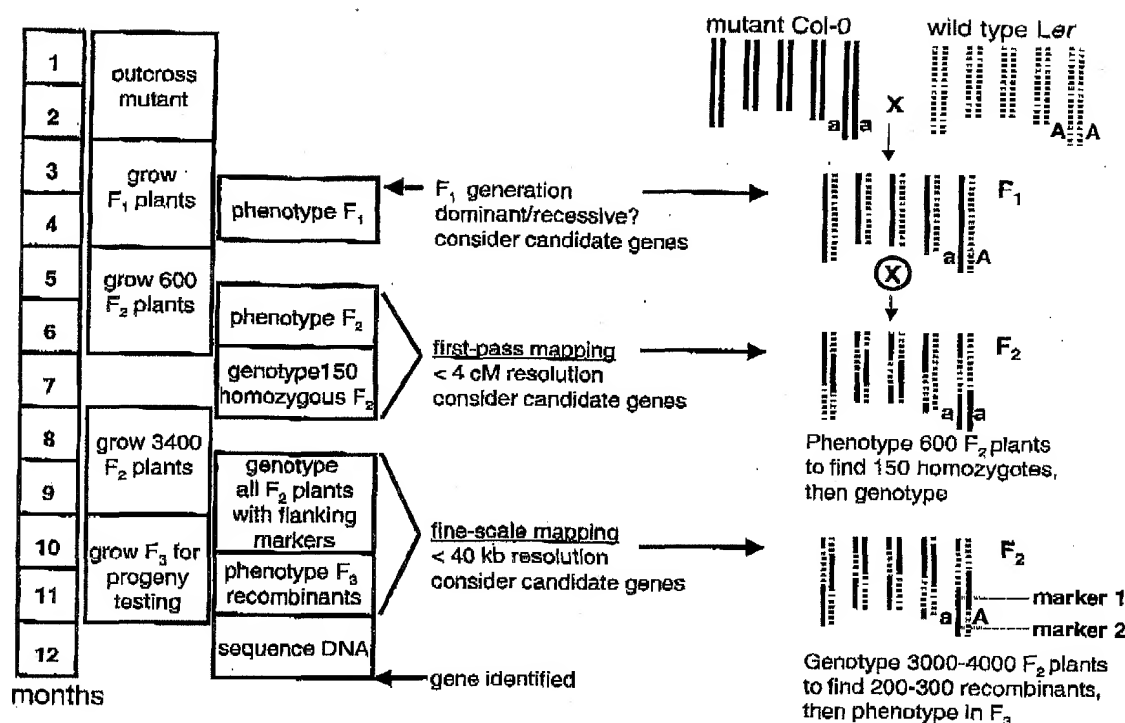 1
2
3
4
5
6
7
8
9
10
11
12
months
outcross
mutant
grow
F₁ plants
grow 600
F₂ plants
grow 3400
F₂ plants
grow F₃ for
progeny
testing
phenotype F₁
phenotype F₂
genotype150
homozygous F₂
genotype
all F₂ plants
with flanking
markers
phenotype F₃
recombinants
sequence DNA
F₁ generation
dominant/recessive?
consider candidate genes
first-pass mapping
< 4 cM resolution
consider candidate genes
fine-scale mapping
< 40 kb resolution
consider candidate genes
gene identified
mutant Col-0
wild type Ler
a a
X
A A
F₁
a A
X
F₂
a a
Phenotype 600 F₂ plants
to find 150 homozygotes,
then genotype
F₂
marker 1
a A
marker 2
Genotype 3000-4000 F₂ plants
to find 200-300 recombinants,
then phenotype in F₃